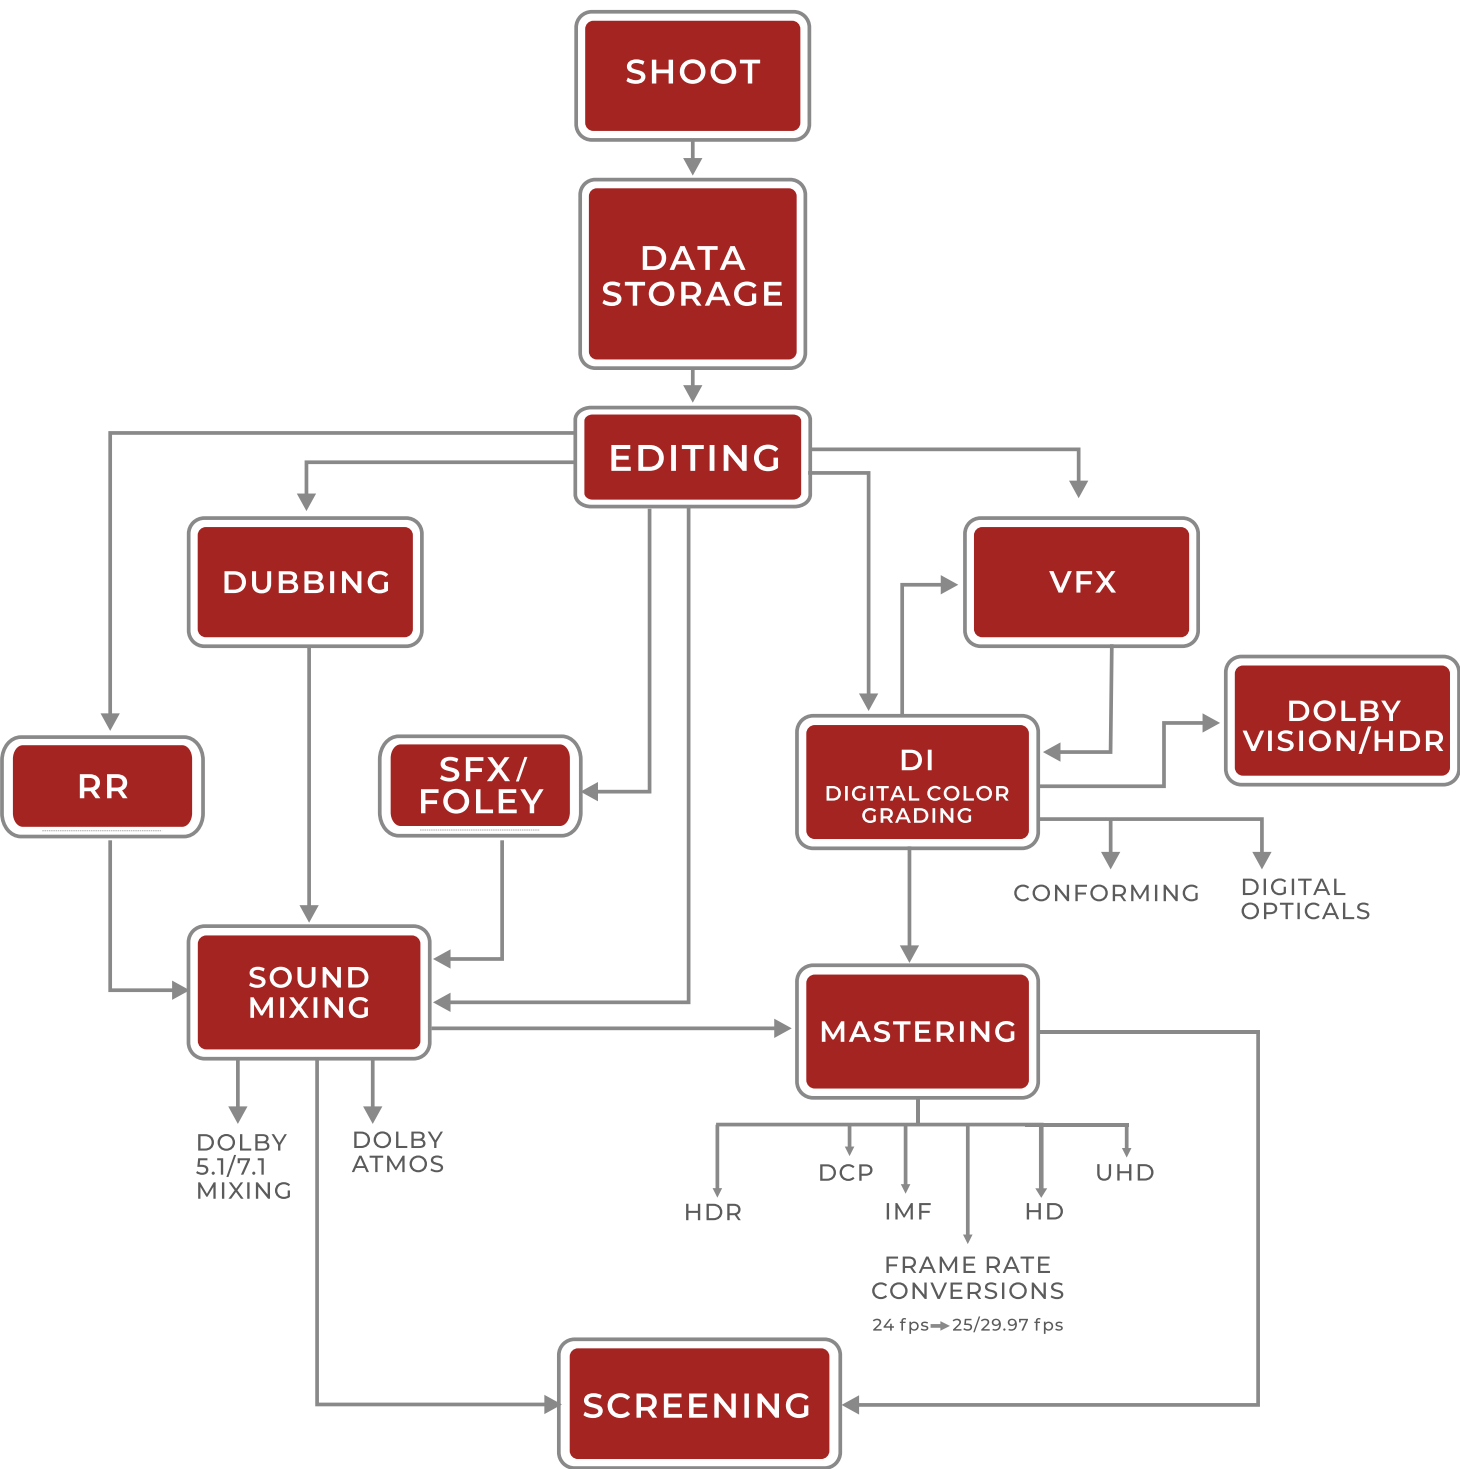 SHOOT
DATA
STORAGE
EDITING
DUBBING
VFX
DOLBY
VISION/HDR
RR
SFX/
FOLEY
DI
DIGITAL COLOR
GRADING
CONFORMING
DIGITAL
OPTICALS
SOUND
MIXING
MASTERING
DOLBY
5.1/7.1
MIXING
DOLBY
ATMOS
HDR
DCP
IMF
HD
UHD
FRAME RATE
CONVERSIONS
24 fps→25/29.97 fps
SCREENING